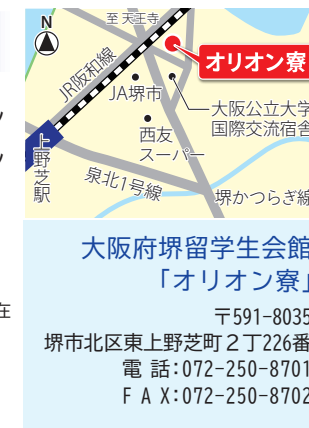 N
至 天王寺
オリオン寮
JR阪和線
JA堺市
大阪公立大学
国際交流宿舎
西友
スーパー
上野芝駅
泉北1号線
堺かつらぎ線
在
大阪府堺留学生会館
「オリオン寮」
〒591-8035
堺市北区東上野芝町2丁226番
電 話:072-250-8701
F A X:072-250-8702